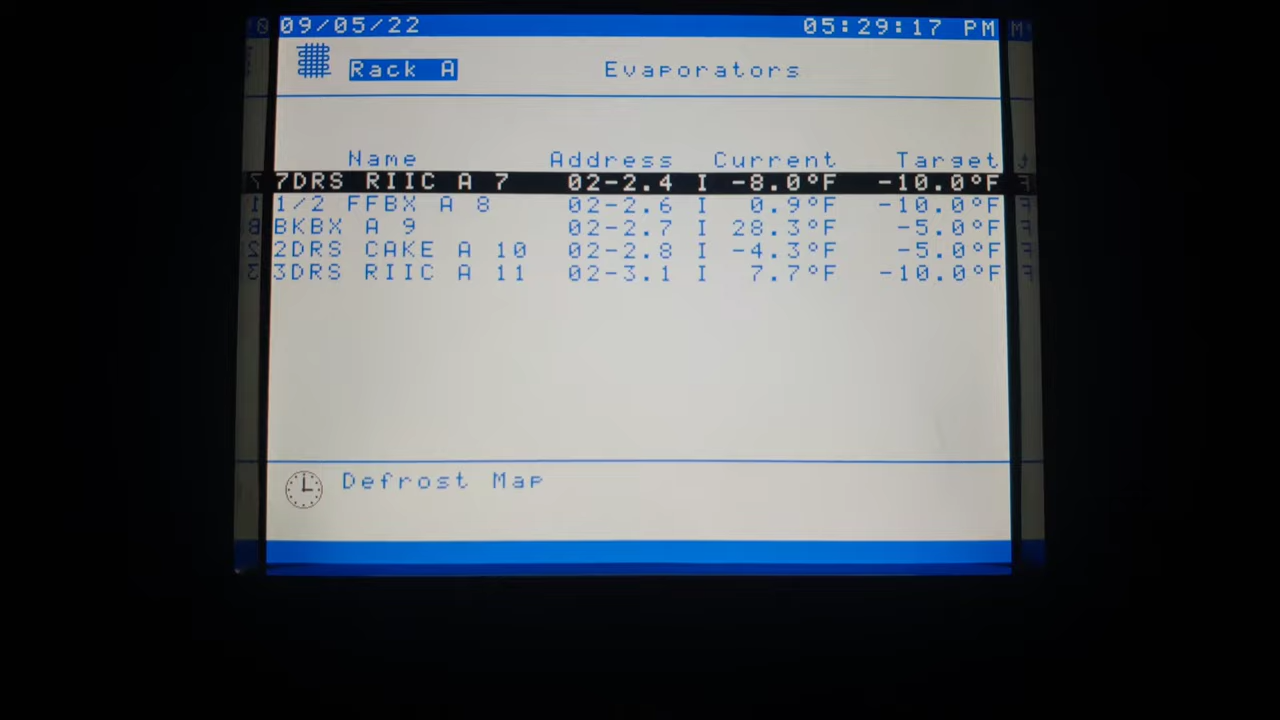 09/05/22 05:29:17 PM
Rack A Evaporators
Name Address Current Target
7DRS RIIC A 7 02-2.4 I -8.0°F -10.0°F
1/2 FFBX A 8 02-2.6 I 0.9°F -10.0°F
BKBX A 9 02-2.7 I 28.3°F -5.0°F
2DRS CAKE A 10 02-2.8 I -4.3°F -5.0°F
3DRS RIIC A 11 02-3.1 I 7.7°F -10.0°F
Defrost Map